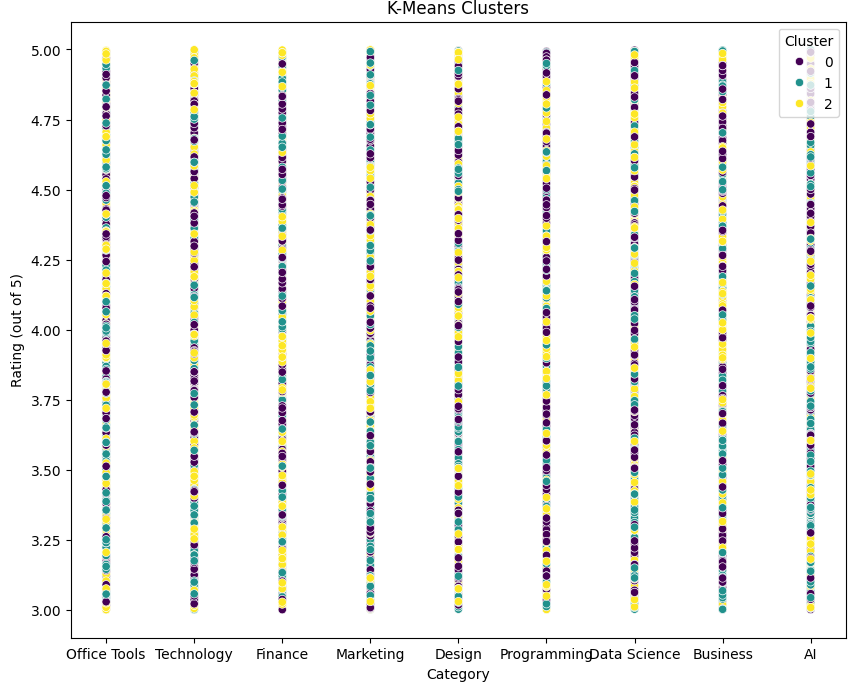 K-Means Clusters
Cluster
0
1
2
5.00
4.75
4.50
4.25
4.00
3.75
3.50
3.25
3.00
Rating (out of 5)
Office Tools Technology Finance Marketing Design Programming Data Science Business AI
Category